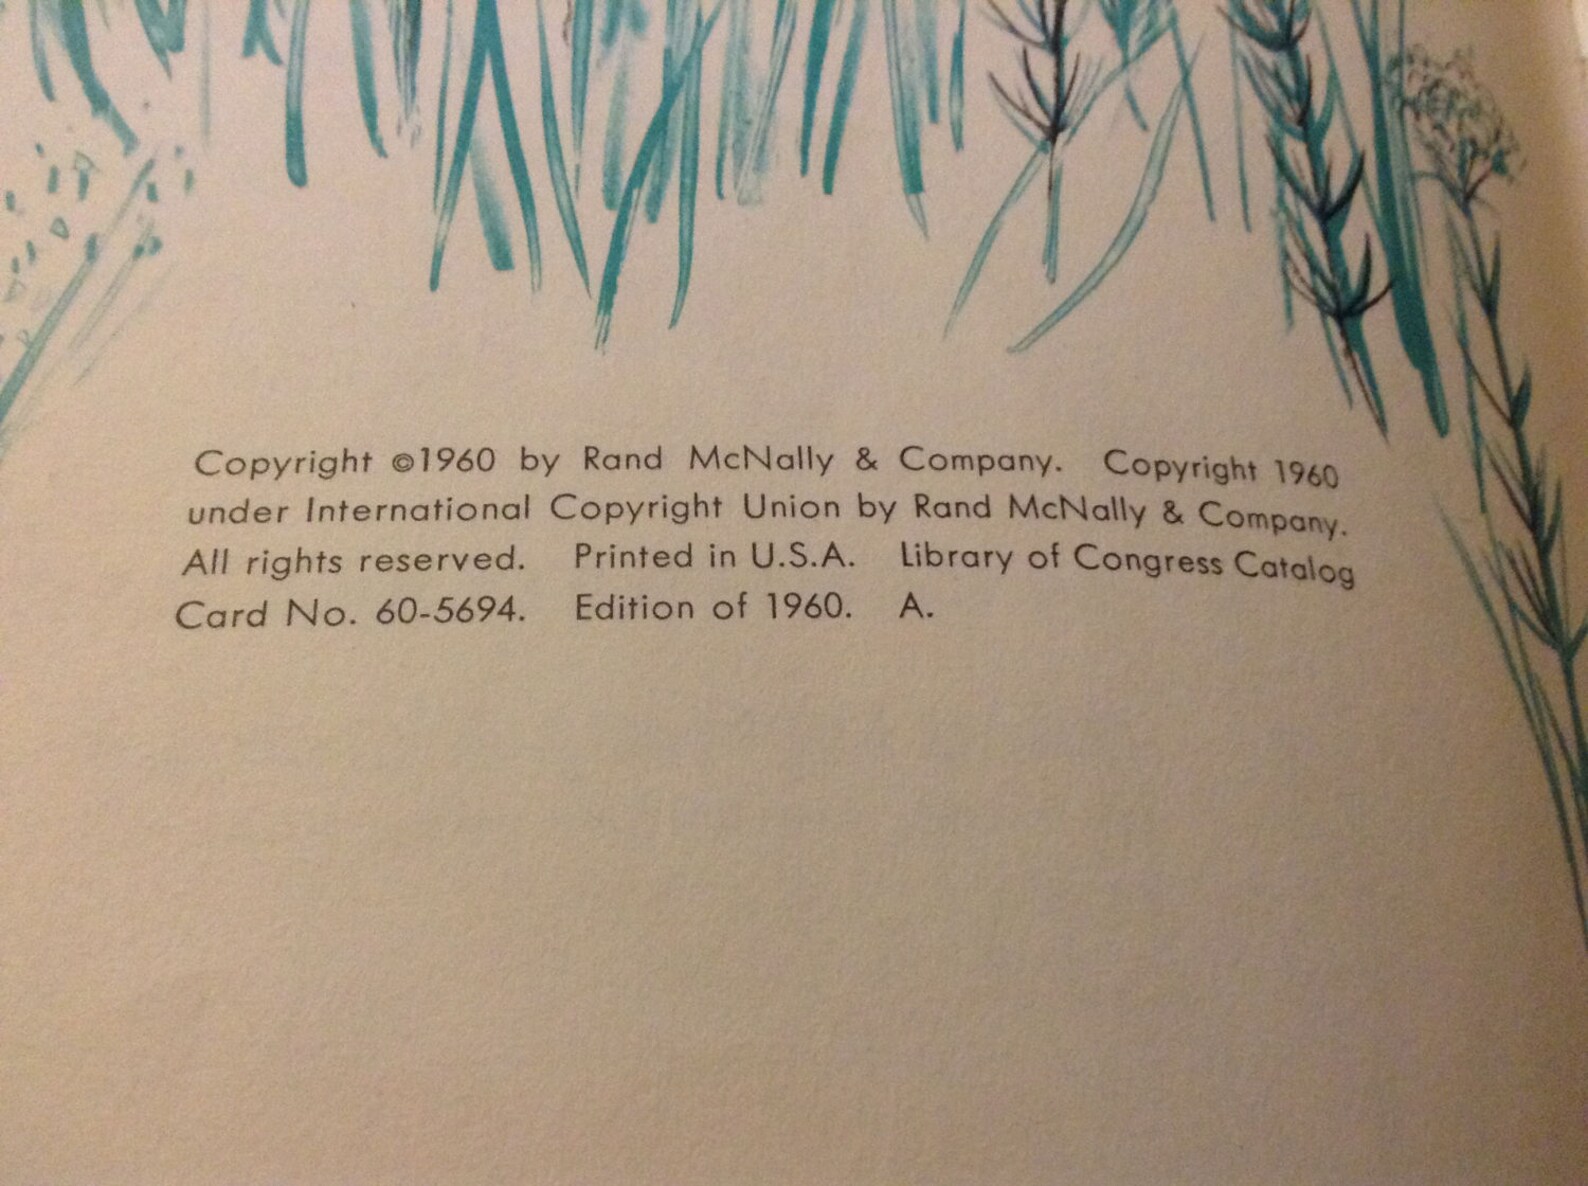 Copyright ©1960 by Rand McNally & Company. Copyright 1960
under International Copyright Union by Rand McNally & Company.
All rights reserved. Printed in U.S.A. Library of Congress Catalog
Card No. 60-5694. Edition of 1960. A.